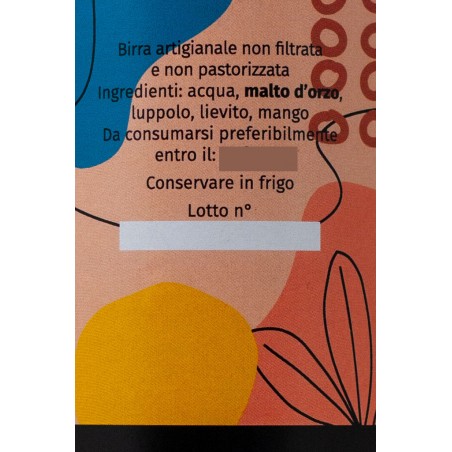 Birra artigianale non filtrata
e non pastorizzata
Ingredienti: acqua, malto d'orzo,
luppolo, lievito, mango
Da consumarsi preferibilmente
entro il:
Conservare in frigo
Lotto n°